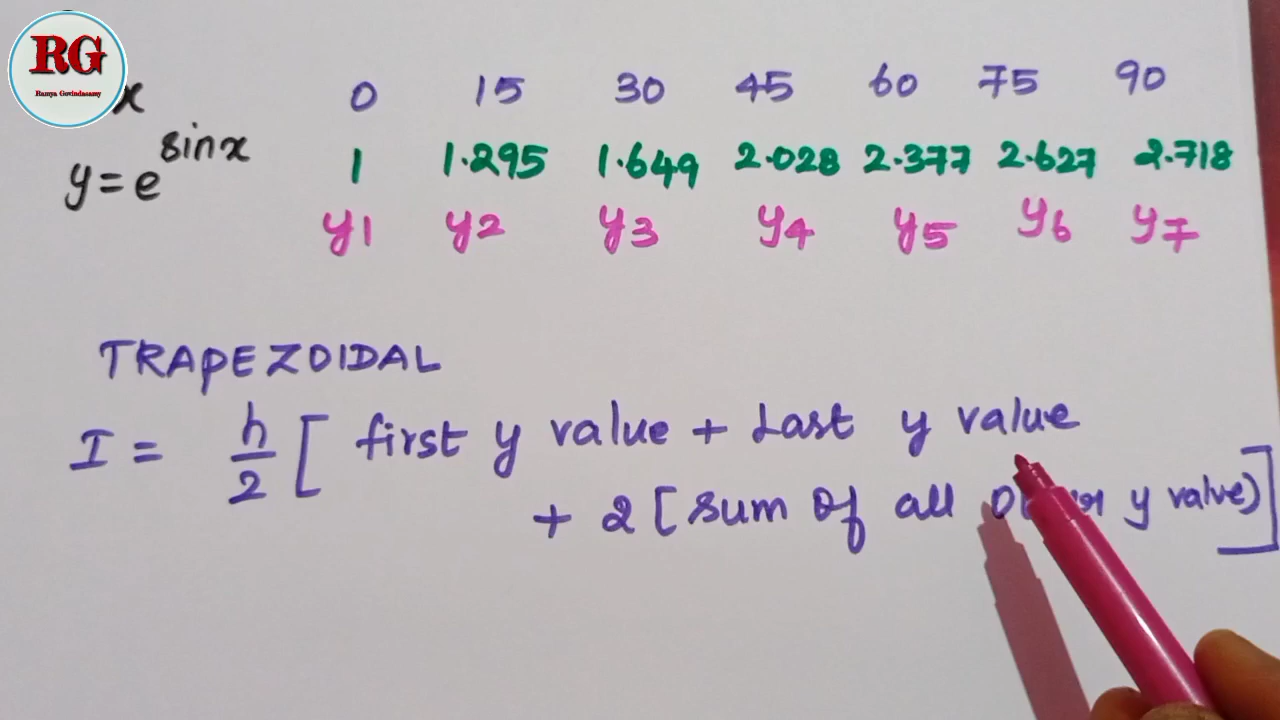 RG
Ramya Govindasamy
x 0 15 30 45 60 75 90
y = e^sinx 1 1.295 1.649 2.028 2.377 2.627 2.718
y1 y2 y3 y4 y5 y6 y7
TRAPEZOIDAL
I = h/2 [ first y value + Last y value
+ 2 [ sum of all y value) ]